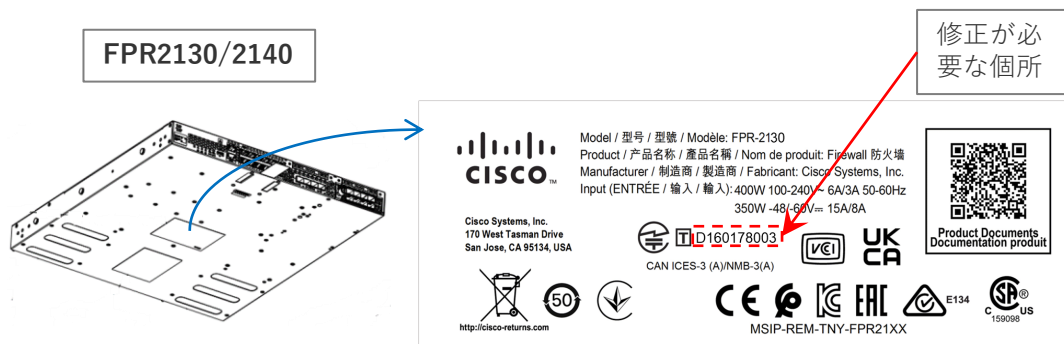 FPR2130/2140
修正が必
要な個所
CISCO™
Model / 型号 / 型號 / Modèle: FPR-2130
Product / 产品名称 / 產品名稱 / Nom de produit: Firewall 防火墙
Manufacturer / 制造商 / 製造商 / Fabricant: Cisco Systems, Inc.
Input (ENTRÉE / 输入 / 輸入): 400W 100-240V~ 6A/3A 50-60Hz
350W -48/-60V⎓ 15A/8A
Cisco Systems, Inc.
170 West Tasman Drive
San Jose, CA 95134, USA
T D160178003
VCI
UK
CA
Product Documents
Documentation produit
CAN ICES-3 (A)/NMB-3(A)
50
CE
EAC
E134
C SA ® US
159098
http://cisco-returns.com
MSIP-REM-TNY-FPR21XX